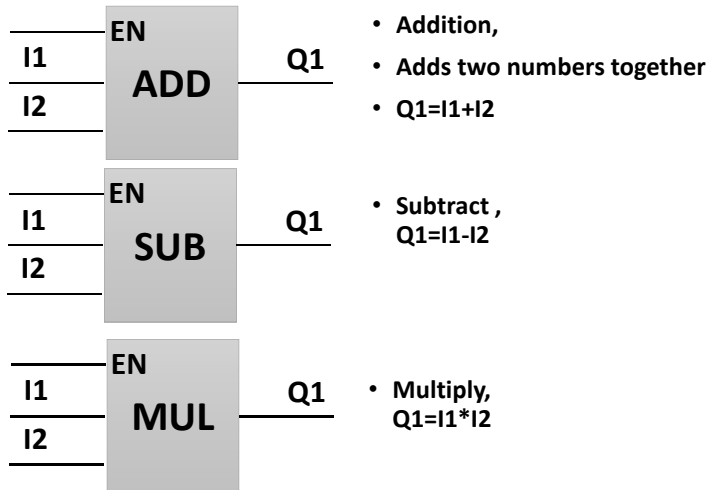 EN
I1
I2
ADD
Q1
• Addition,
• Adds two numbers together
• Q1=I1+I2
EN
I1
I2
SUB
Q1
• Subtract ,
Q1=I1-I2
EN
I1
I2
MUL
Q1
• Multiply,
Q1=I1*I2